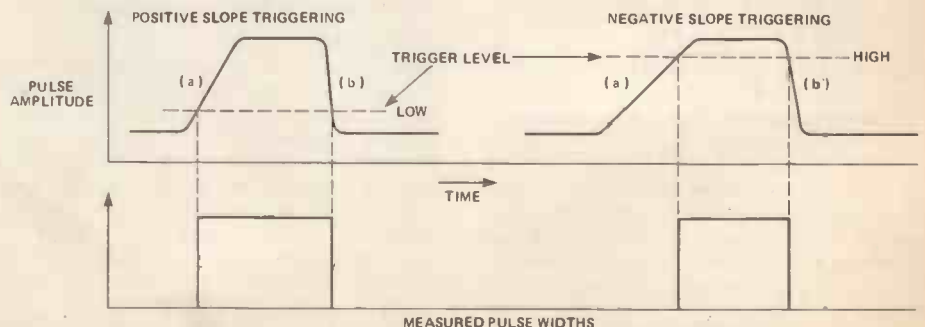 POSITIVE SLOPE TRIGGERING
NEGATIVE SLOPE TRIGGERING
TRIGGER LEVEL
HIGH
(a)
(b)
(a)
(b)
PULSE
AMPLITUDE
LOW
TIME
MEASURED PULSE WIDTHS